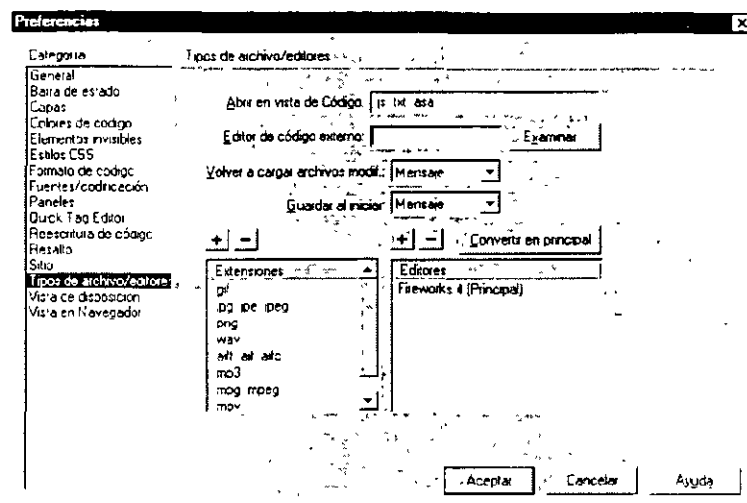 Preferencias
Categoría
General
Barra de estado
Capas
Colores de código
Elementos invisibles
Estilos CSS
Formato de código
Fuentes/codificación
Paneles
Quick Tag Editor
Reescritura de código
Resalto
Sitio
Tipos de archivo/editores
Vista de disposición
Vista en Navegador
Tipos de archivo/editores
Abrir en vista de Código: .js .txt .asa
Editor de código externo: Examinar
Volver a cargar archivos modif.: Mensaje
Guardar al iniciar: Mensaje
+ − + − Convertir en principal
Extensiones
.gif
.jpg .jpe .jpeg
.png
.wav
.aiff .aif .aifc
.mp3
.mpg .mpeg
.mov
Editores
Fireworks 4 (Principal)
Aceptar Cancelar Ayuda